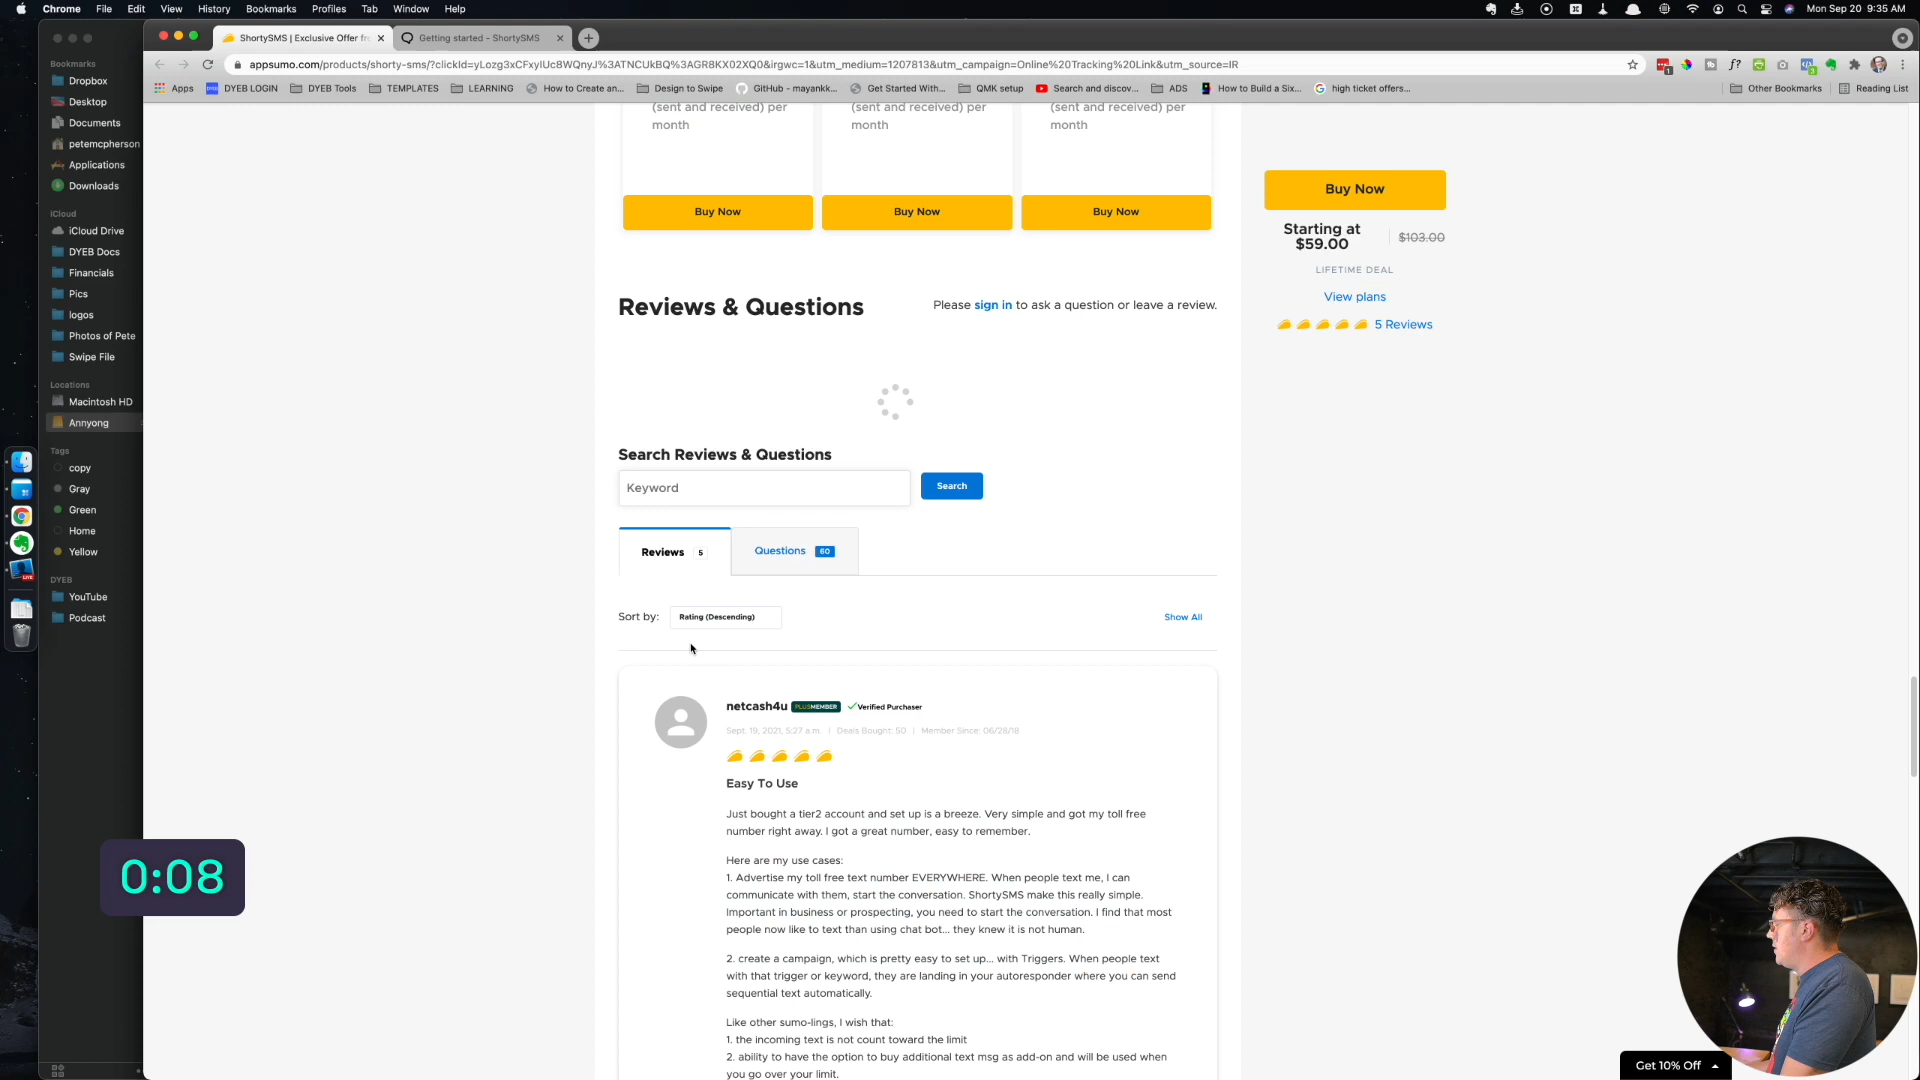 Chrome File Edit View History Bookmarks Profiles Tab Window Help
Mon Sep 20 9:35 AM
ShortySMS | Exclusive Offer fr
Getting started - ShortySMS
appsumo.com/products/shorty-sms/?clickId=yLozg3xCFxyIUc8WQnyJ%3ATNCUkBQ%3AGR8KX02XQ0&irgwc=1&utm_medium=1207813&utm_campaign=Online%20Tracking%20Link&utm_source=IR
Apps DYEB LOGIN DYEB Tools TEMPLATES LEARNING How to Create an... Design to Swipe GitHub - mayankk... Get Started With... QMK setup Search and discov... ADS How to Build a Six... high ticket offers... Other Bookmarks Reading List
Bookmarks
Dropbox
Desktop
Documents
petemcpherson
Applications
Downloads
iCloud
iCloud Drive
DYEB Docs
Financials
Pics
logos
Photos of Pete
Swipe File
Locations
Macintosh HD
Annyong
Tags
copy
Gray
Green
Home
Yellow
DYEB
YouTube
Podcast
(sent and received) per
month
(sent and received) per
month
(sent and received) per
month
Buy Now
Buy Now
Buy Now
Buy Now
Starting at
$59.00
$103.00
LIFETIME DEAL
View plans
5 Reviews
Reviews & Questions
Please sign in to ask a question or leave a review.
Search Reviews & Questions
Keyword
Search
Reviews 5
Questions 60
Sort by: Rating (Descending)
Show All
netcash4u PLUSMEMBER Verified Purchaser
Sept. 19, 2021, 5:27 a.m. | Deals Bought: 50 | Member Since: 06/28/18
Easy To Use
Just bought a tier2 account and set up is a breeze. Very simple and got my toll free
number right away. I got a great number, easy to remember.
Here are my use cases:
1. Advertise my toll free text number EVERYWHERE. When people text me, I can
communicate with them, start the conversation. ShortySMS make this really simple.
Important in business or prospecting, you need to start the conversation. I find that most
people now like to text than using chat bot... they knew it is not human.
2. create a campaign, which is pretty easy to set up... with Triggers. When people text
with that trigger or keyword, they are landing in your autoresponder where you can send
sequential text automatically.
Like other sumo-lings, I wish that:
1. the incoming text is not count toward the limit
2. ability to have the option to buy additional text msg as add-on and will be used when
you go over your limit.
0:08
Get 10% Off